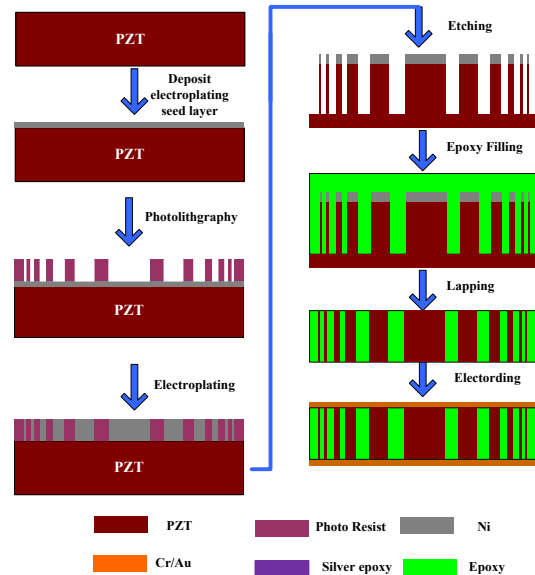 PZT
Deposit
electroplating
seed layer
PZT
Photolithgraphy
PZT
Electroplating
PZT
Etching
Epoxy Filling
Lapping
Electording
PZT
Photo Resist
Ni
Cr/Au
Silver epoxy
Epoxy